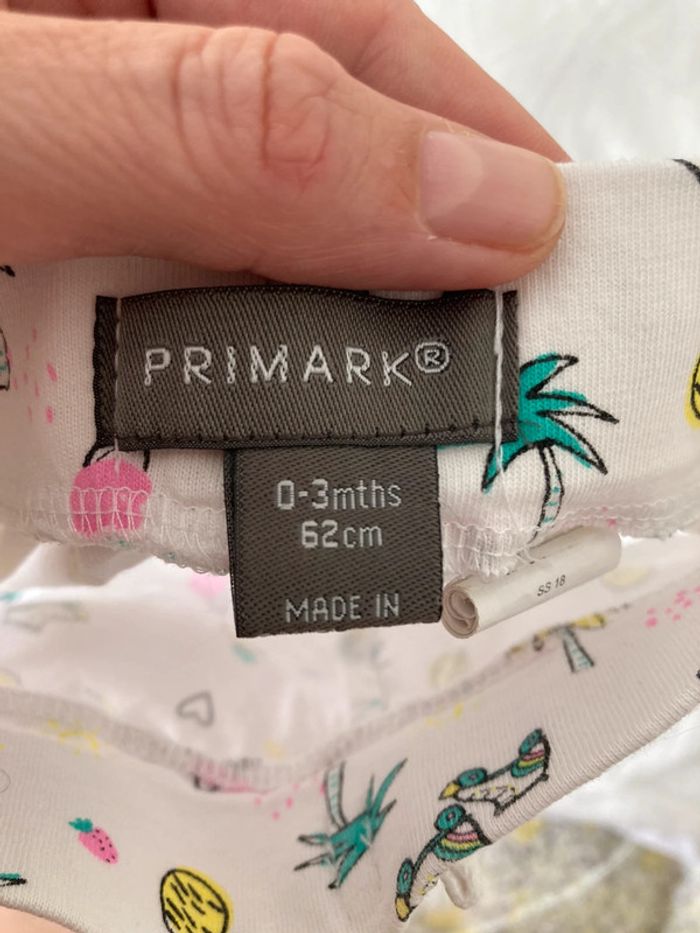 PRIMARK®
0-3mths
62cm
MADE IN
SS 18